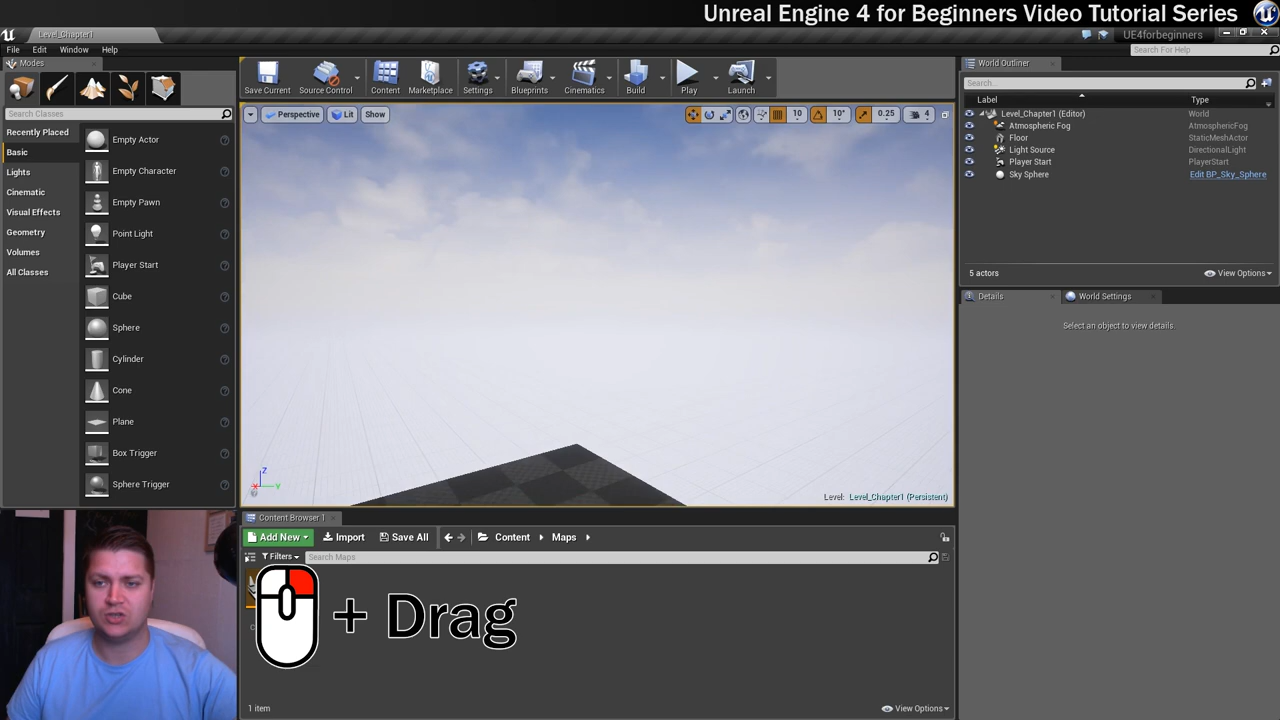 Unreal Engine 4 for Beginners Video Tutorial Series
Level_Chapter1
UE4forbeginners
File Edit Window Help
Search For Help
Modes
Save Current
Source Control
Content
Marketplace
Settings
Blueprints
Cinematics
Build
Play
Launch
Search Classes
Recently Placed
Basic
Lights
Cinematic
Visual Effects
Geometry
Volumes
All Classes
Empty Actor
Empty Character
Empty Pawn
Point Light
Player Start
Cube
Sphere
Cylinder
Cone
Plane
Box Trigger
Sphere Trigger
Perspective Lit Show
10 10° 0.25 4
Z
X Y
Level: Level_Chapter1 (Persistent)
World Outliner
Search...
Label Type
Level_Chapter1 (Editor) World
Atmospheric Fog AtmosphericFog
Floor StaticMeshActor
Light Source DirectionalLight
Player Start PlayerStart
Sky Sphere Edit BP_Sky_Sphere
5 actors View Options
Details World Settings
Select an object to view details.
Content Browser 1
Add New Import Save All Content Maps
Filters Search Maps
+ Drag
1 item View Options